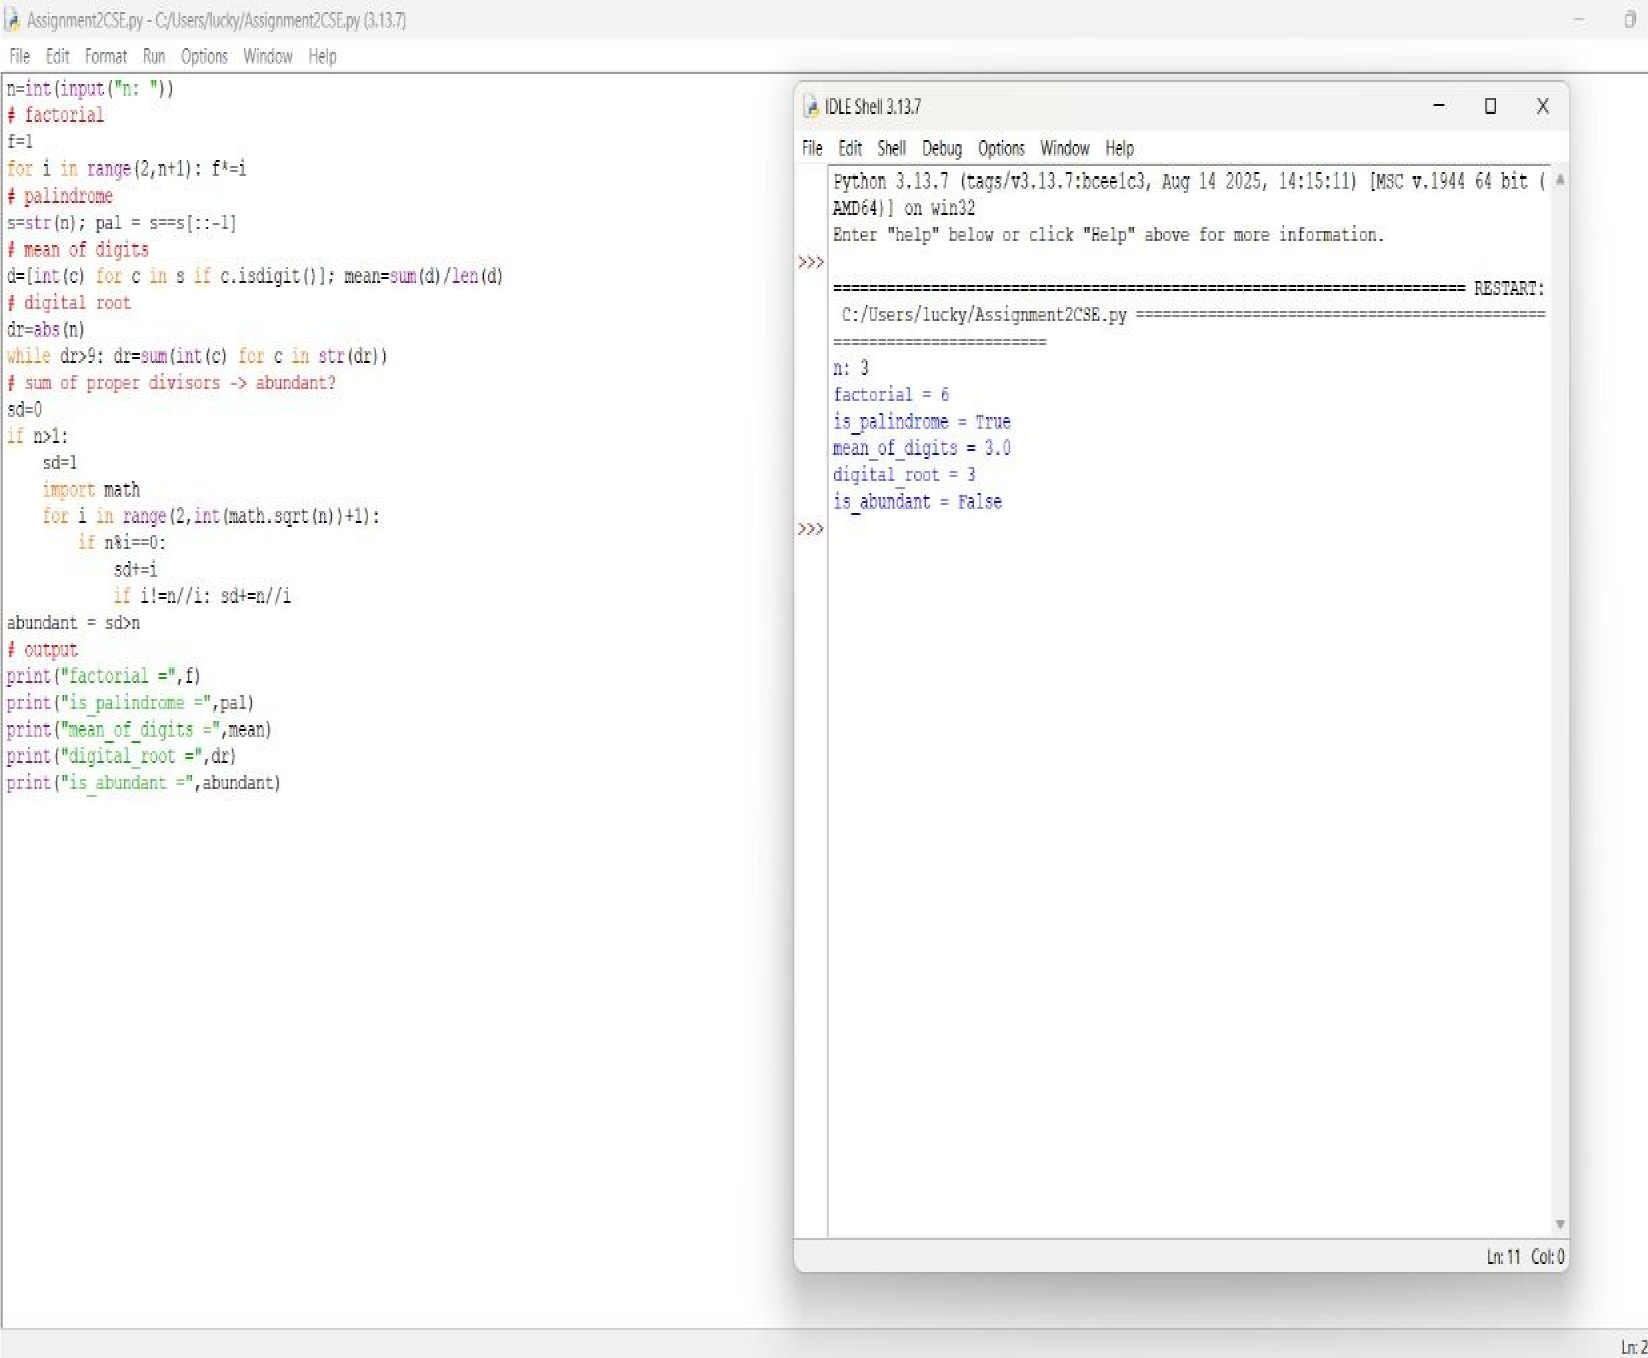 Assignment2CSE.py - C:/Users/lucky/Assignment2CSE.py (3.13.7)
File Edit Format Run Options Window Help
n=int(input("n: "))
# factorial
f=1
for i in range(2,n+1): f*=i
# palindrome
s=str(n); pal = s==s[::-1]
# mean of digits
d=[int(c) for c in s if c.isdigit()]; mean=sum(d)/len(d)
# digital root
dr=abs(n)
while dr>9: dr=sum(int(c) for c in str(dr))
# sum of proper divisors -> abundant?
sd=0
if n>1:
    sd=1
    import math
    for i in range(2,int(math.sqrt(n))+1):
        if n%i==0:
            sd+=i
            if i!=n//i: sd+=n//i
abundant = sd>n
# output
print("factorial =",f)
print("is_palindrome =",pal)
print("mean_of_digits =",mean)
print("digital_root =",dr)
print("is_abundant =",abundant)
IDLE Shell 3.13.7
File Edit Shell Debug Options Window Help
Python 3.13.7 (tags/v3.13.7:bcee1c3, Aug 14 2025, 14:15:11) [MSC v.1944 64 bit (
AMD64)] on win32
Enter "help" below or click "Help" above for more information.
>>>
======================================================================= RESTART:
C:/Users/lucky/Assignment2CSE.py ==============================================
========================
n: 3
factorial = 6
is_palindrome = True
mean_of_digits = 3.0
digital_root = 3
is_abundant = False
>>>
Ln: 11 Col: 0
Ln: 2